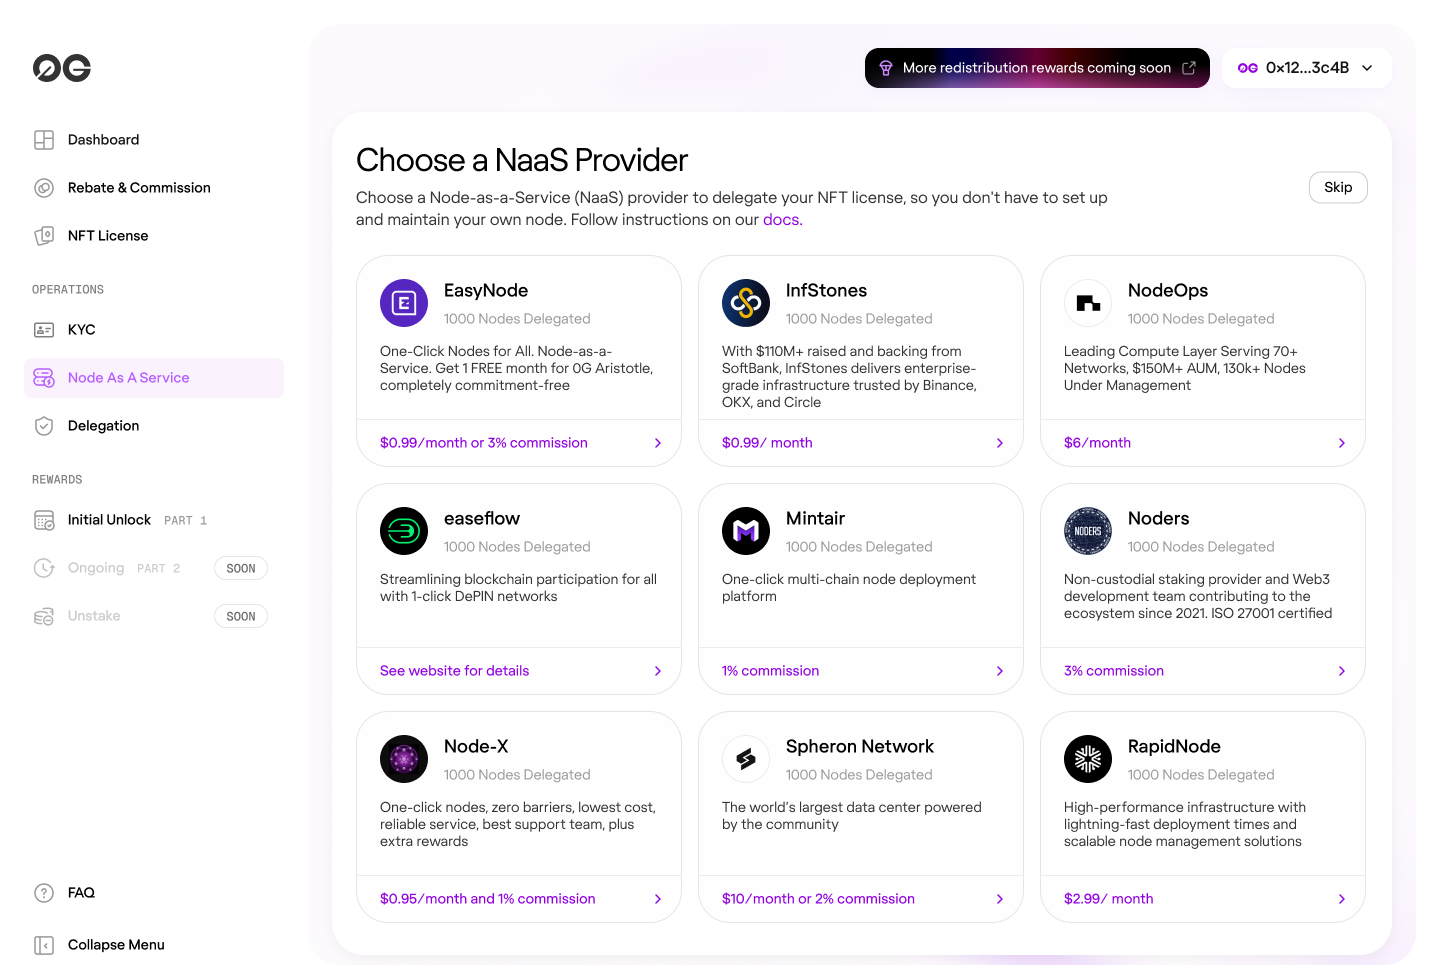 0G
Dashboard
Rebate & Commission
NFT License
OPERATIONS
KYC
Node As A Service
Delegation
REWARDS
Initial Unlock PART 1
Ongoing PART 2 SOON
Unstake SOON
FAQ
Collapse Menu
More redistribution rewards coming soon
0G 0x12...3c4B
Choose a NaaS Provider
Choose a Node-as-a-Service (NaaS) provider to delegate your NFT license, so you don't have to set up
and maintain your own node. Follow instructions on our docs.
Skip
E
EasyNode
1000 Nodes Delegated
One-Click Nodes for All. Node-as-a-
Service. Get 1 FREE month for 0G Aristotle,
completely commitment-free
$0.99/month or 3% commission
InfStones
1000 Nodes Delegated
With $110M+ raised and backing from
SoftBank, InfStones delivers enterprise-
grade infrastructure trusted by Binance,
OKX, and Circle
$0.99/ month
NodeOps
1000 Nodes Delegated
Leading Compute Layer Serving 70+
Networks, $150M+ AUM, 130k+ Nodes
Under Management
$6/month
easeflow
1000 Nodes Delegated
Streamlining blockchain participation for all
with 1-click DePIN networks
See website for details
M
Mintair
1000 Nodes Delegated
One-click multi-chain node deployment
platform
1% commission
NODERS
Noders
1000 Nodes Delegated
Non-custodial staking provider and Web3
development team contributing to the
ecosystem since 2021. ISO 27001 certified
3% commission
Node-X
1000 Nodes Delegated
One-click nodes, zero barriers, lowest cost,
reliable service, best support team, plus
extra rewards
$0.95/month and 1% commission
Spheron Network
1000 Nodes Delegated
The world's largest data center powered
by the community
$10/month or 2% commission
RapidNode
1000 Nodes Delegated
High-performance infrastructure with
lightning-fast deployment times and
scalable node management solutions
$2.99/ month